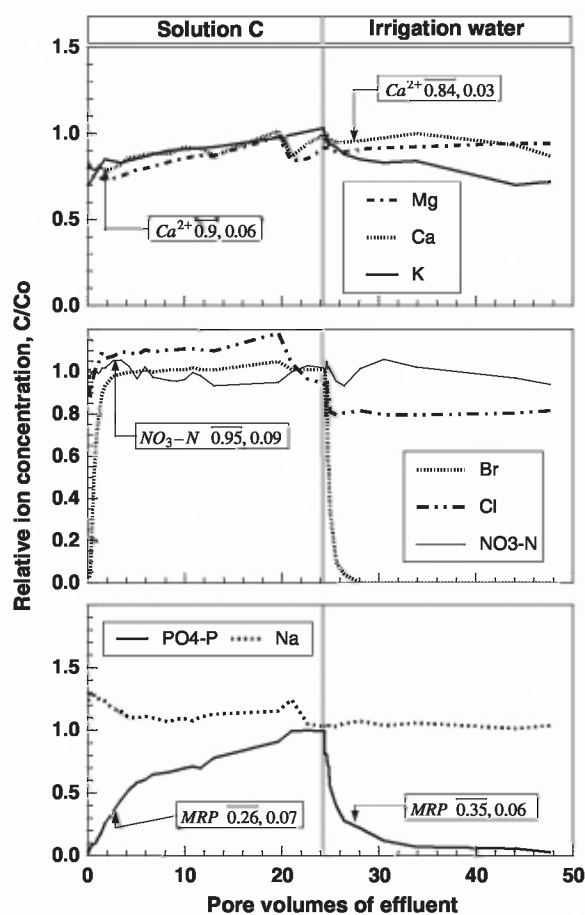 Solution C Irrigation water
1.5
1.0
0.5
0.0
Ca2+ 0.84, 0.03
Ca2+ 0.9, 0.06
Mg
Ca
K
Relative ion concentration, C/Co
1.0
0.8
0.6
0.4
0.2
0.0
NO3–N 0.95, 0.09
Br
Cl
NO3-N
PO4-P Na
1.5
1.0
0.5
0.0
MRP 0.26, 0.07
MRP 0.35, 0.06
0 10 20 30 40 50
Pore volumes of effluent